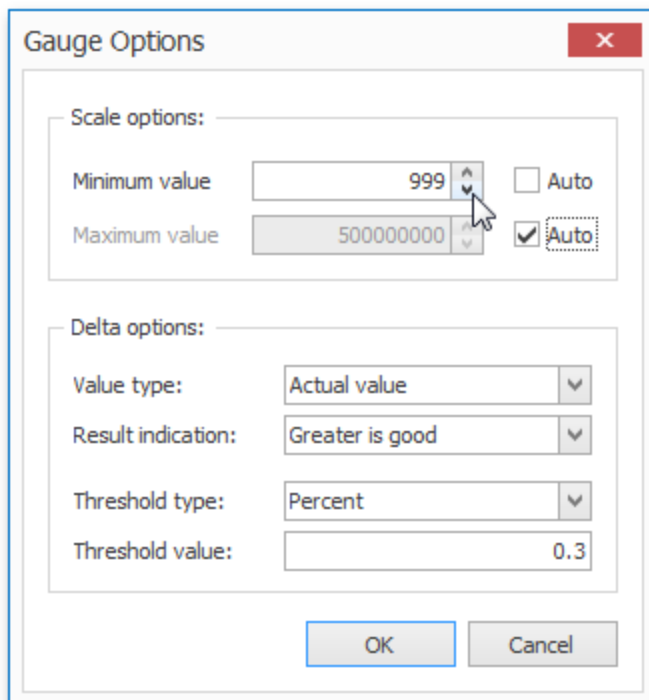 Gauge Options
Scale options:
Minimum value 999 Auto
Maximum value 500000000 Auto
Delta options:
Value type: Actual value
Result indication: Greater is good
Threshold type: Percent
Threshold value: 0.3
OK Cancel